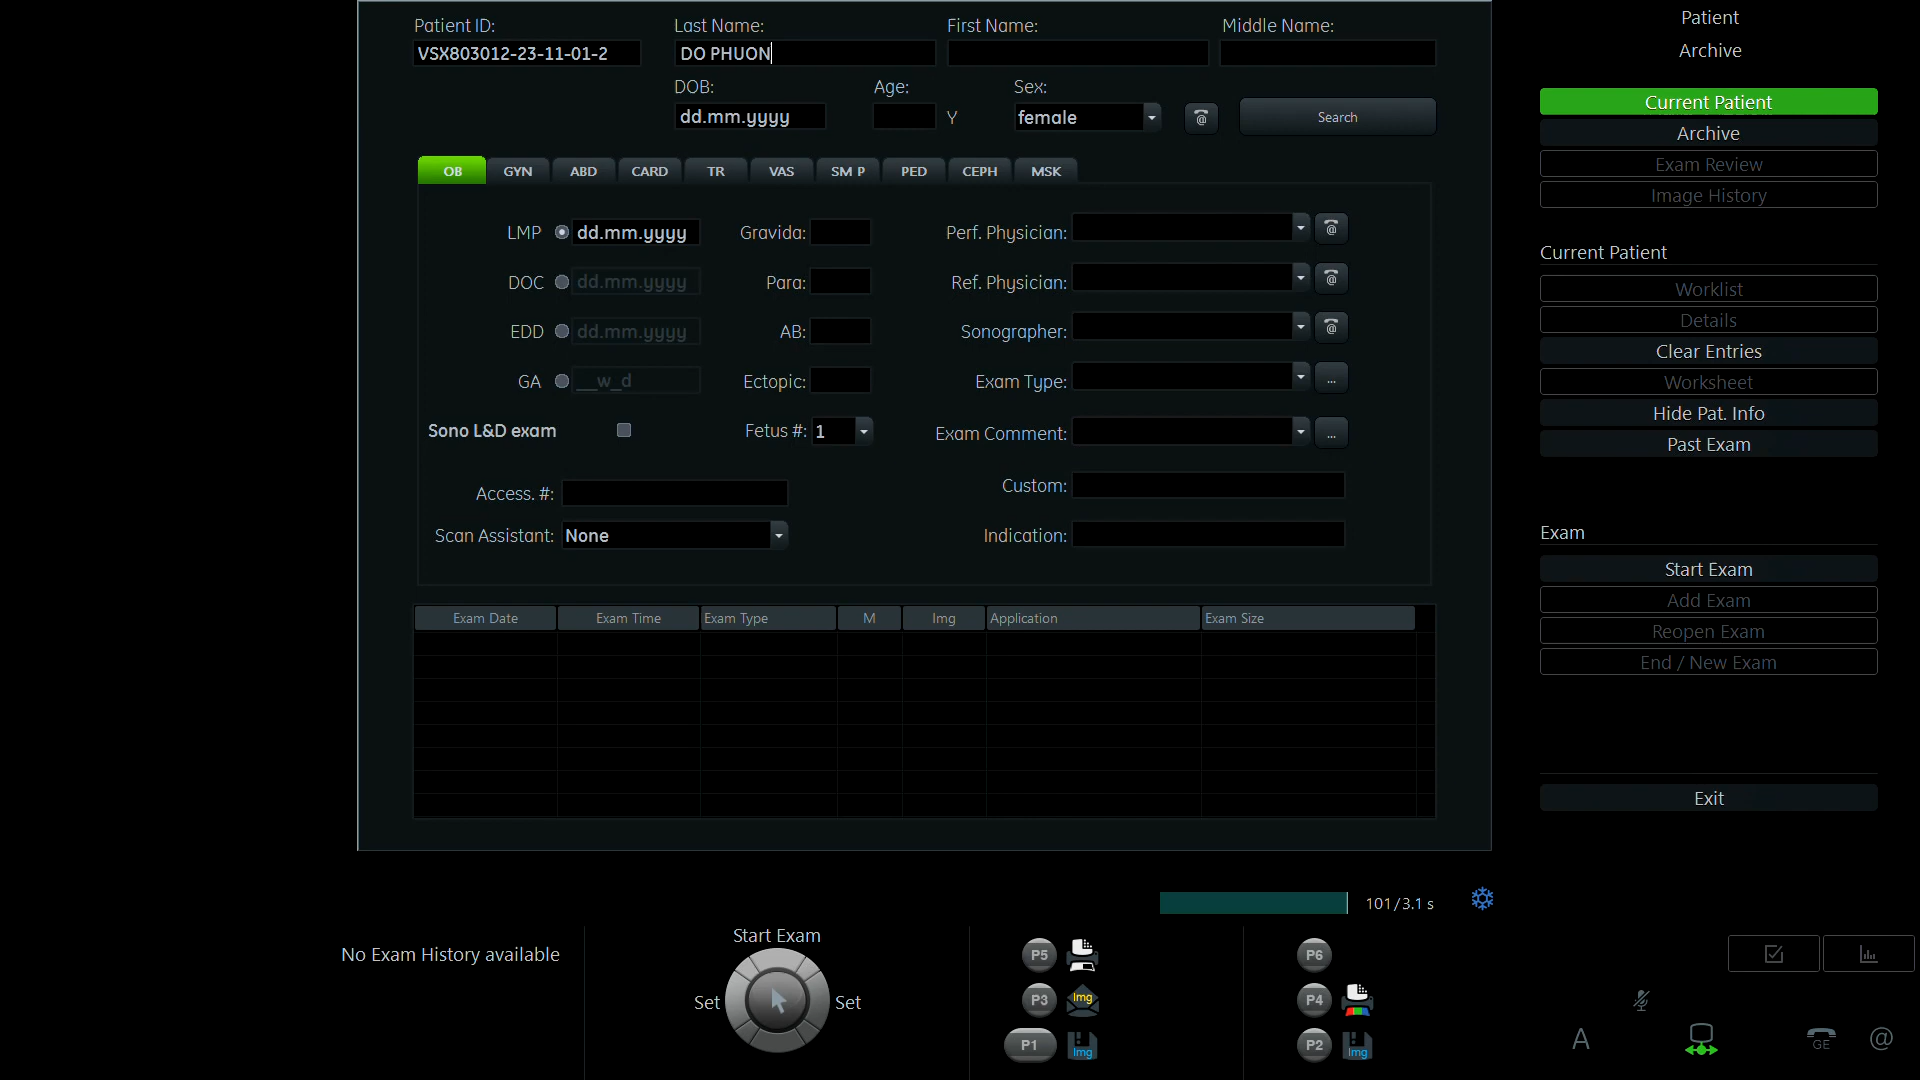 Patient ID: Last Name: First Name: Middle Name:
VSX803012-23-11-01-2 DO PHUON
DOB: Age: Sex:
dd.mm.yyyy Y female @ Search
OB GYN ABD CARD TR VAS SM P PED CEPH MSK
LMP dd.mm.yyyy Gravida: Perf. Physician: @
DOC dd.mm.yyyy Para: Ref. Physician: @
EDD dd.mm.yyyy AB: Sonographer: @
GA __w_d Ectopic: Exam Type: ...
Sono L&D exam Fetus #: 1 Exam Comment: ...
Access. #: Custom:
Scan Assistant: None Indication:
Exam Date Exam Time Exam Type M Img Application Exam Size
Patient
Archive
Current Patient
Archive
Exam Review
Image History
Current Patient
Worklist
Details
Clear Entries
Worksheet
Hide Pat. Info
Past Exam
Exam
Start Exam
Add Exam
Reopen Exam
End / New Exam
Exit
101/3.1 s
No Exam History available
Start Exam
Set Set
P5
P3 Img
P1 Img
P6
P4
P2 Img
A GE @